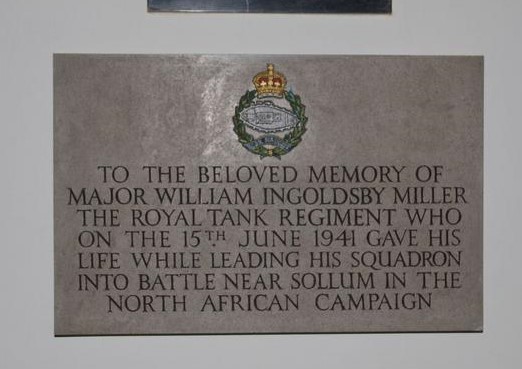 TO THE BELOVED MEMORY OF
MAJOR WILLIAM INGOLDSBY MILLER
THE ROYAL TANK REGIMENT WHO
ON THE 15TH JUNE 1941 GAVE HIS
LIFE WHILE LEADING HIS SQUADRON
INTO BATTLE NEAR SOLLUM IN THE
NORTH AFRICAN CAMPAIGN